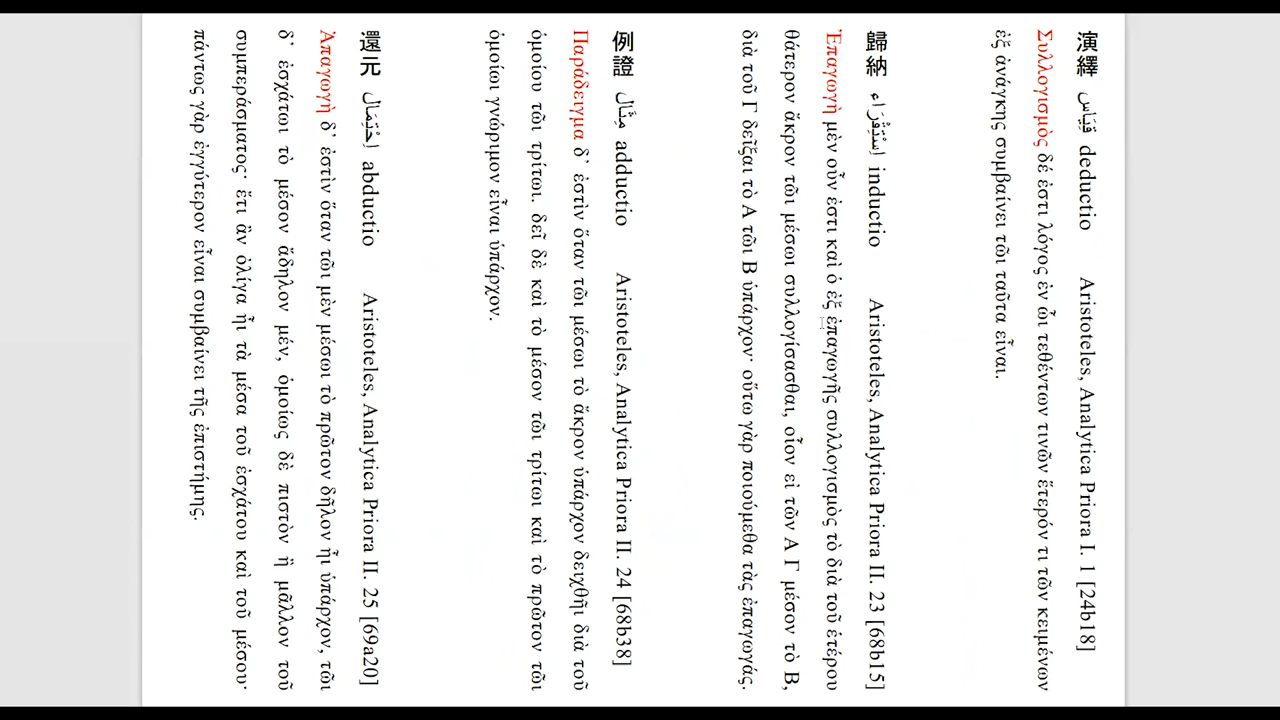 演繹 قِيَاس deductio Aristoteles, Analytica Priora I. 1 [24b18]
Συλλογισμὸς δέ ἐστι λόγος ἐν ὧι τεθέντων τινῶν ἕτερόν τι τῶν κειμένων
ἐξ ἀνάγκης συμβαίνει τῶι ταῦτα εἶναι.
歸納 اِسْتِقْرَاء inductio Aristoteles, Analytica Priora II. 23 [68b15]
Ἐπαγωγὴ μὲν οὖν ἐστι καὶ ὁ ἐξ ἐπαγωγῆς συλλογισμὸς τὸ διὰ τοῦ ἑτέρου
θάτερον ἄκρον τῶι μέσωι συλλογίσασθαι, οἷον εἰ τῶν Α Γ μέσον τὸ Β,
διὰ τοῦ Γ δεῖξαι τὸ Α τῶι Β ὑπάρχον· οὕτω γὰρ ποιούμεθα τὰς ἐπαγωγάς.
例證 مِثَال adductio Aristoteles, Analytica Priora II. 24 [68b38]
Παράδειγμα δ᾽ ἐστὶν ὅταν τῶι μέσωι τὸ ἄκρον ὑπάρχον δειχθῆι διὰ τοῦ
ὁμοίου τῶι τρίτωι. δεῖ δὲ καὶ τὸ μέσον τῶι τρίτωι καὶ τὸ πρῶτον τῶι
ὁμοίωι γνώριμον εἶναι ὑπάρχον.
還元 اِحْتِمَال abductio Aristoteles, Analytica Priora II. 25 [69a20]
Ἀπαγωγὴ δ᾽ ἐστὶν ὅταν τῶι μὲν μέσωι τὸ πρῶτον δῆλον ἦι ὑπάρχον, τῶι
δ᾽ ἐσχάτωι τὸ μέσον ἄδηλον μέν, ὁμοίως δὲ πιστὸν ἢ μᾶλλον τοῦ
συμπεράσματος· ἔτι ἂν ὀλίγα ἦι τὰ μέσα τοῦ ἐσχάτου καὶ τοῦ μέσου·
πάντως γὰρ ἐγγύτερον εἶναι συμβαίνει τῆς ἐπιστήμης.